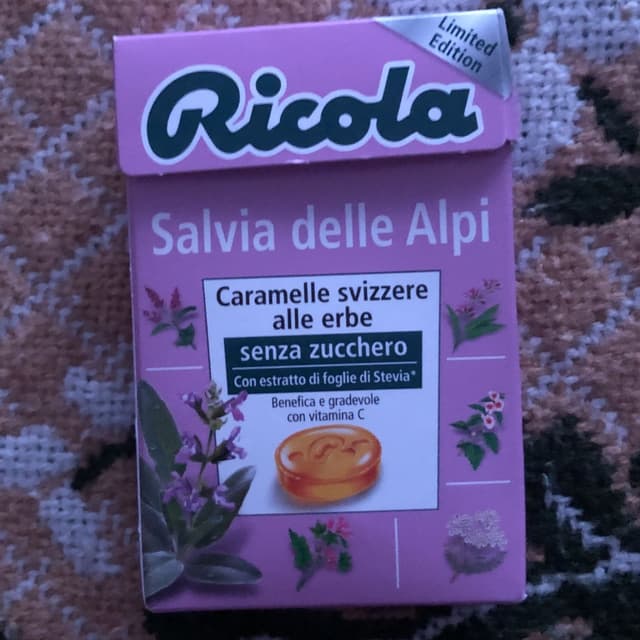 Limited
Edition
Ricola
Salvia delle Alpi
Caramelle svizzere
alle erbe
senza zucchero
Con estratto di foglie di Stevia*
Benefica e gradevole
con vitamina C